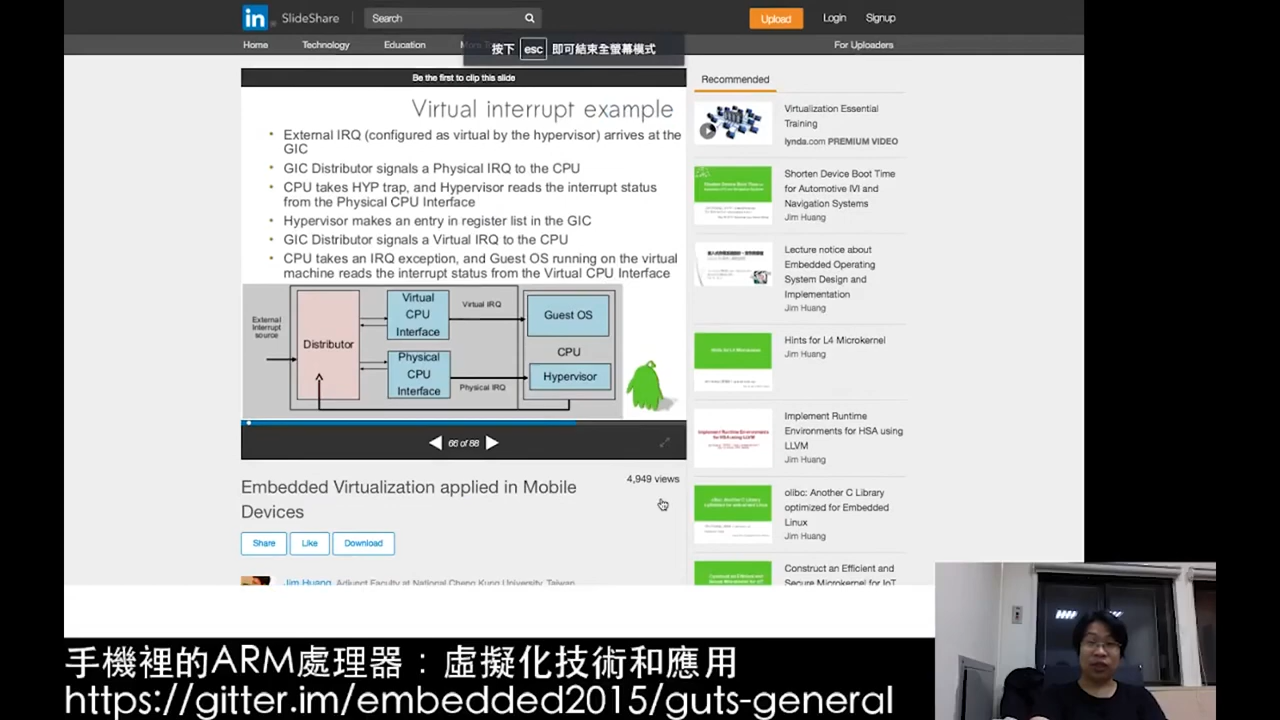 in SlideShare Search Upload Login Signup
Home Technology Education For Uploaders
按下 esc 即可結束全螢幕模式
Be the first to clip this slide
Virtual interrupt example
• External IRQ (configured as virtual by the hypervisor) arrives at the
GIC
• GIC Distributor signals a Physical IRQ to the CPU
• CPU takes HYP trap, and Hypervisor reads the interrupt status
from the Physical CPU Interface
• Hypervisor makes an entry in register list in the GIC
• GIC Distributor signals a Virtual IRQ to the CPU
• CPU takes an IRQ exception, and Guest OS running on the virtual
machine reads the interrupt status from the Virtual CPU Interface
External
Interrupt
source
Distributor
Virtual
CPU
Interface
Physical
CPU
Interface
Virtual IRQ
Physical IRQ
Guest OS
CPU
Hypervisor
66 of 88
Embedded Virtualization applied in Mobile
Devices
4,949 views
Share Like Download
Jim Huang, Adjunct Faculty at National Cheng Kung University, Taiwan
Recommended
Virtualization Essential
Training
lynda.com PREMIUM VIDEO
Shorten Device Boot Time
for Automotive IVI and
Navigation Systems
Jim Huang
Lecture notice about
Embedded Operating
System Design and
Implementation
Jim Huang
Hints for L4 Microkernel
Jim Huang
Implement Runtime
Environments for HSA using
LLVM
Jim Huang
olibc: Another C Library
optimized for Embedded
Linux
Jim Huang
Construct an Efficient and
Secure Microkernel for IoT
手機裡的ARM處理器：虛擬化技術和應用
https://gitter.im/embedded2015/guts-general